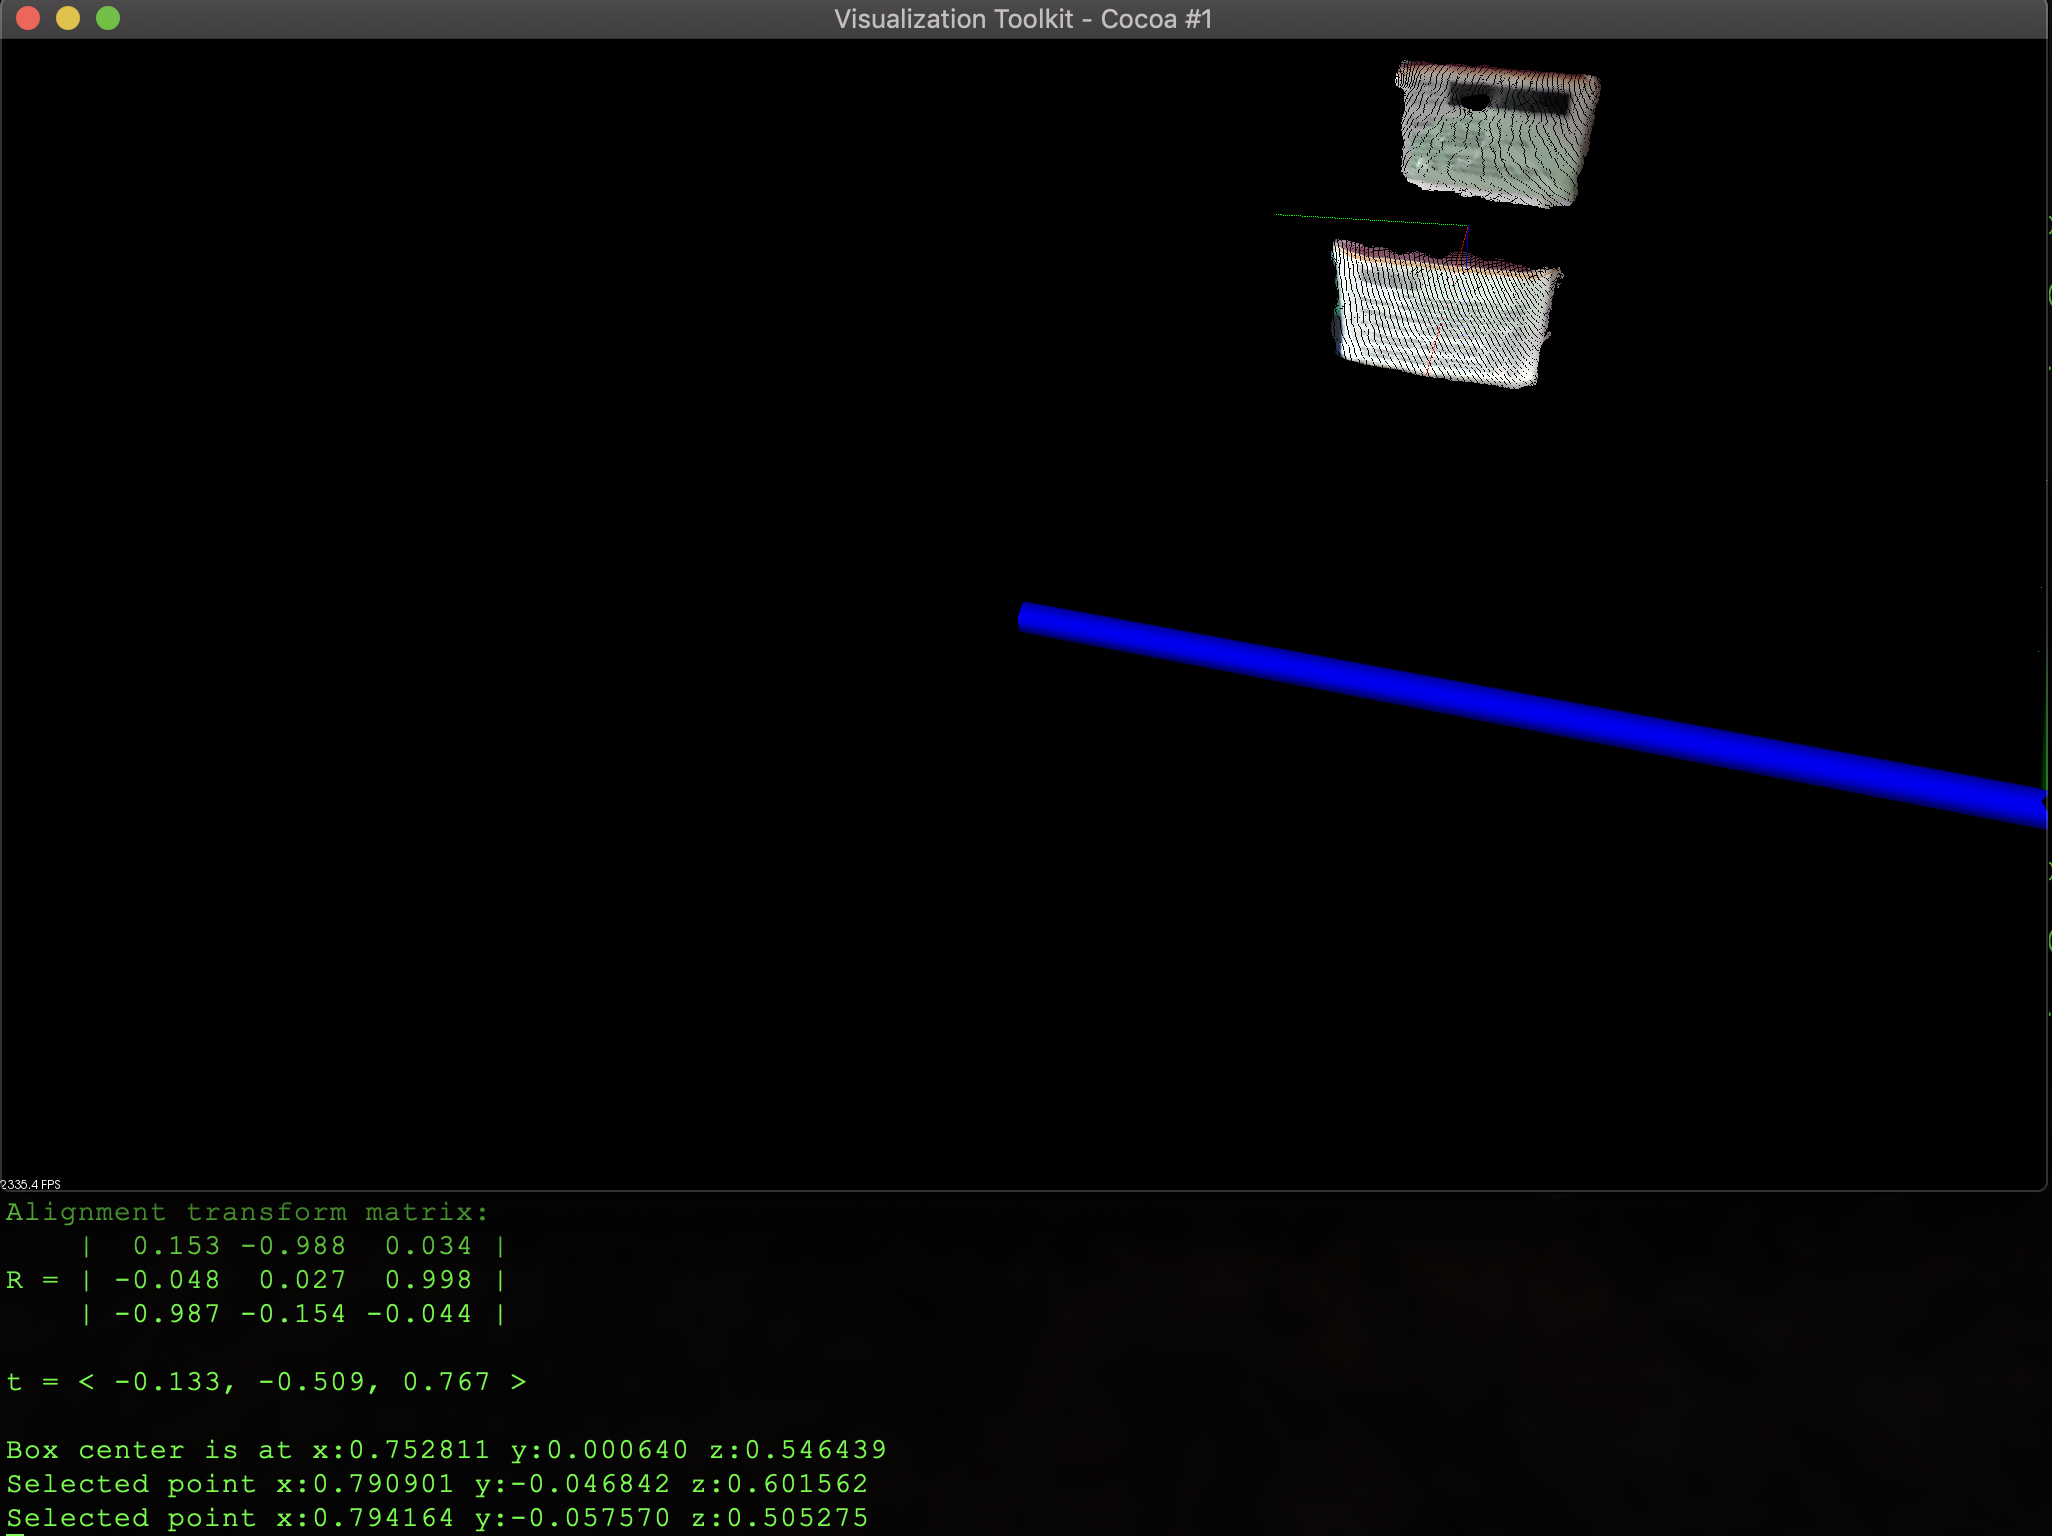 Visualization Toolkit - Cocoa #1
2335.4 FPS
Alignment transform matrix:
|  0.153 -0.988  0.034 |
R = | -0.048  0.027  0.998 |
| -0.987 -0.154 -0.044 |
t = < -0.133, -0.509, 0.767 >
Box center is at x:0.752811 y:0.000640 z:0.546439
Selected point x:0.790901 y:-0.046842 z:0.601562
Selected point x:0.794164 y:-0.057570 z:0.505275